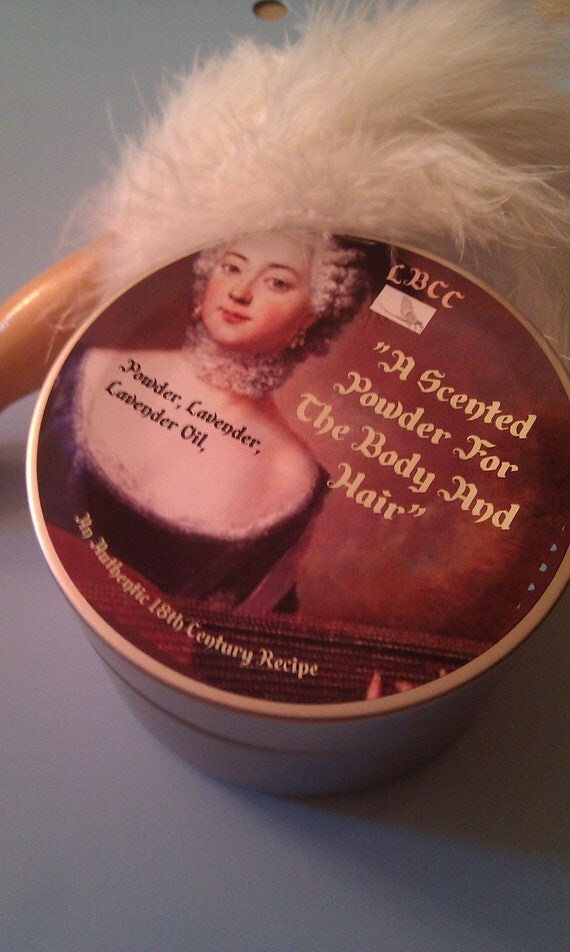 LBCC
"A Scented
Powder For
The Body And
Hair"
Powder, Lavender,
Lavender Oil,
An Authentic 18th Century Recipe